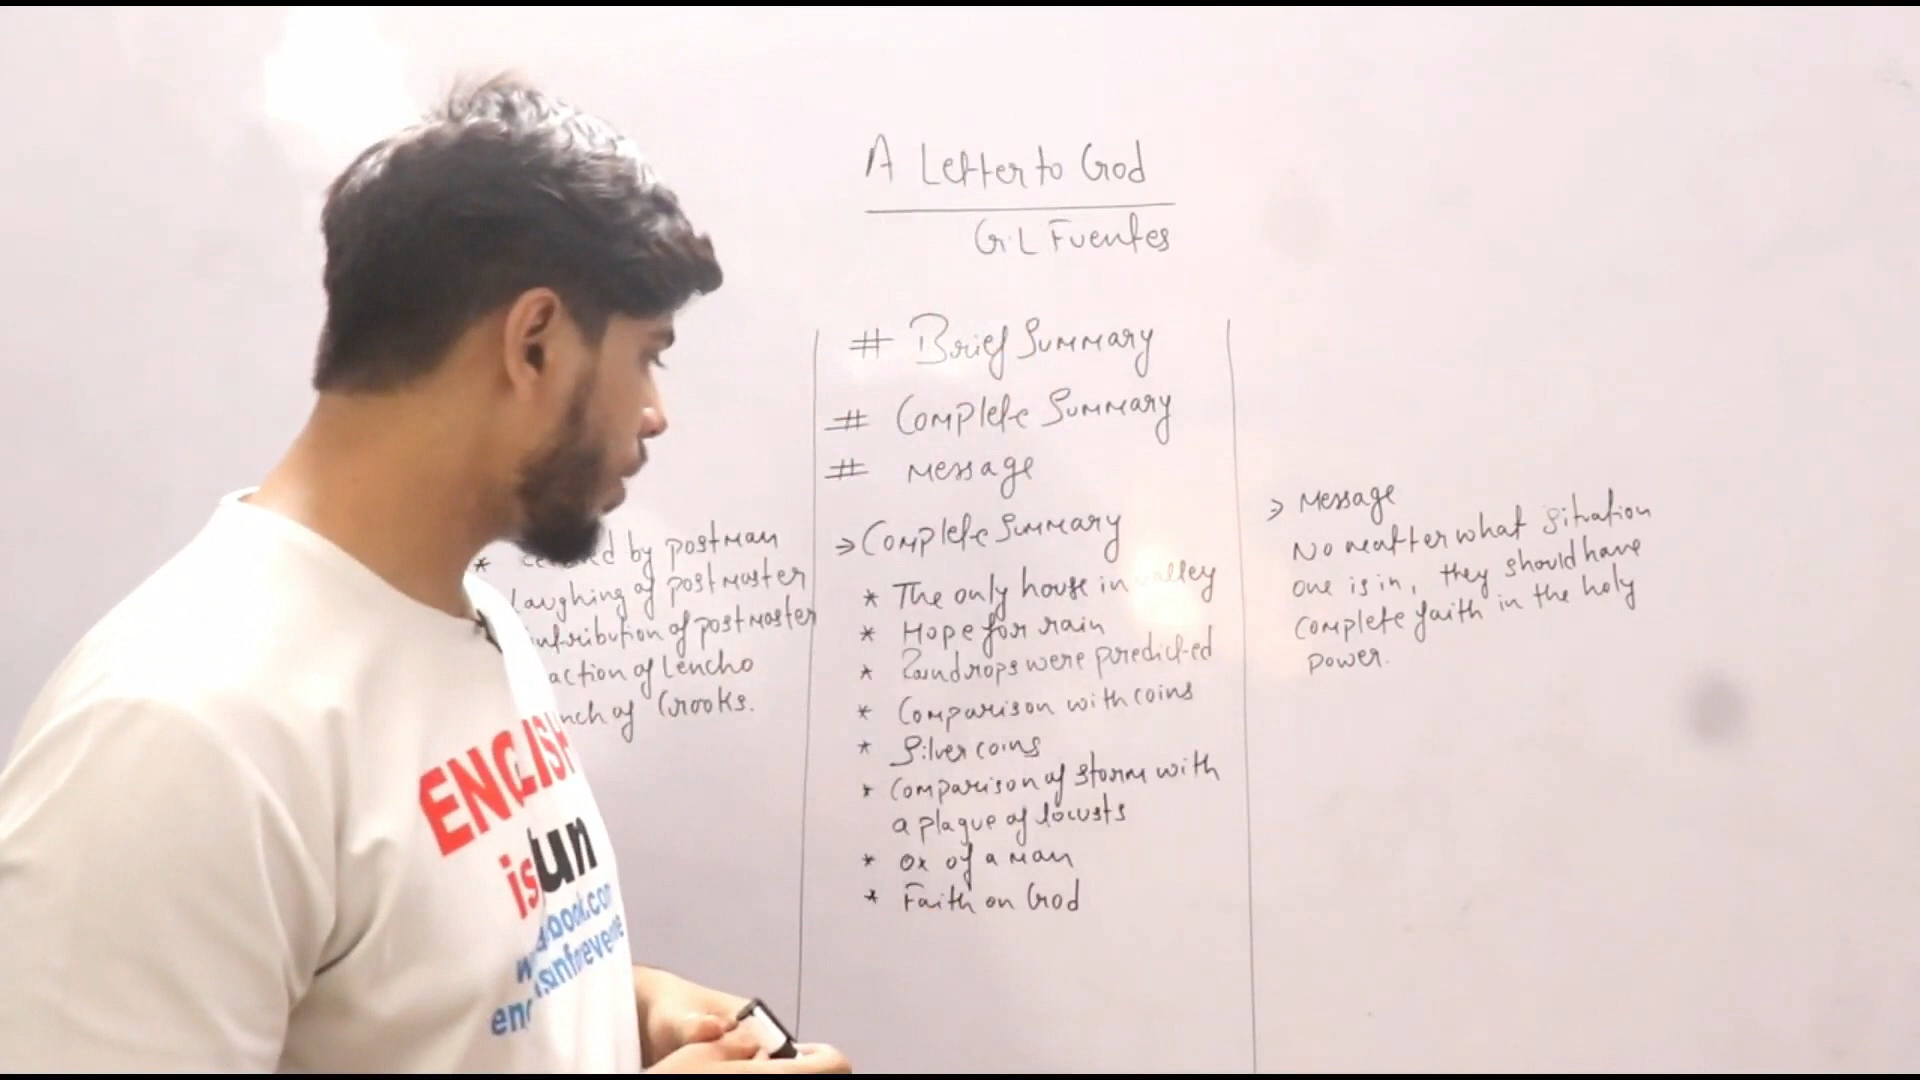 A Letter to God
G.L Fuentes
# Brief Summary
# Complete Summary
# Message
* by postman
laughing of postmaster
of postmaster
of Lencho
of Crooks.
> Complete Summary
* The only house in valley
* Hope for rain
* Raindrops were predicted
* Comparison with coins
* Silver coins
* Comparison of storm with
a plague of locusts
* Ox of a man
* Faith on God
> Message
No matter what situation
one is in, they should have
complete faith in the holy
power.
ENGLISH
is fun